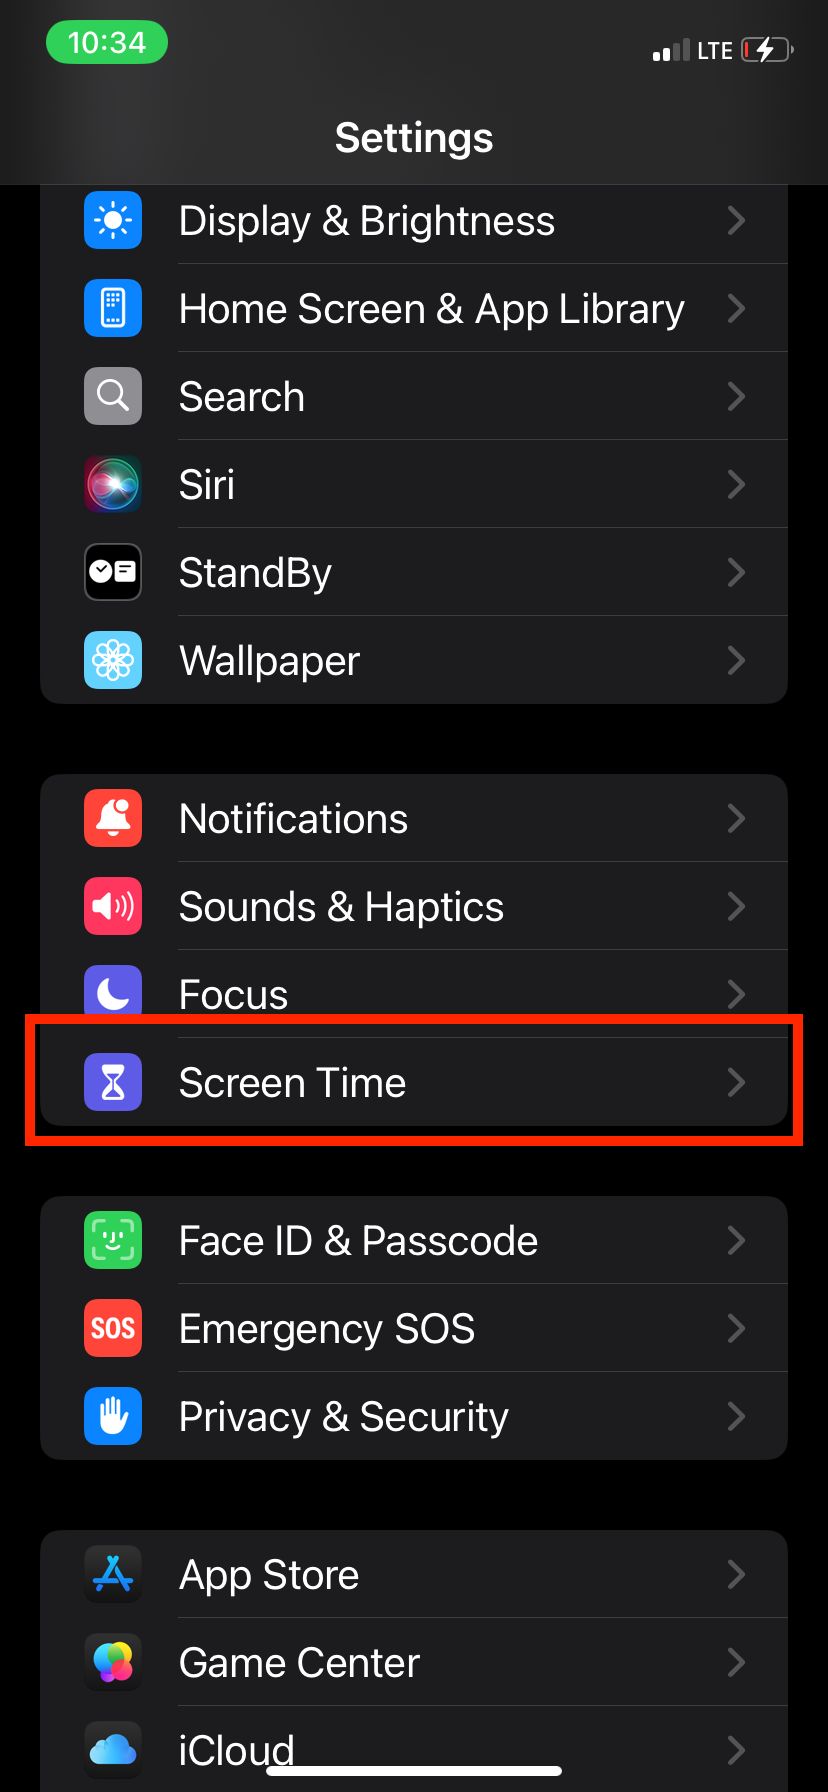 10:34
LTE
Settings
Display & Brightness
Home Screen & App Library
Search
Siri
StandBy
Wallpaper
Notifications
Sounds & Haptics
Focus
Screen Time
Face ID & Passcode
SOS
Emergency SOS
Privacy & Security
App Store
Game Center
iCloud